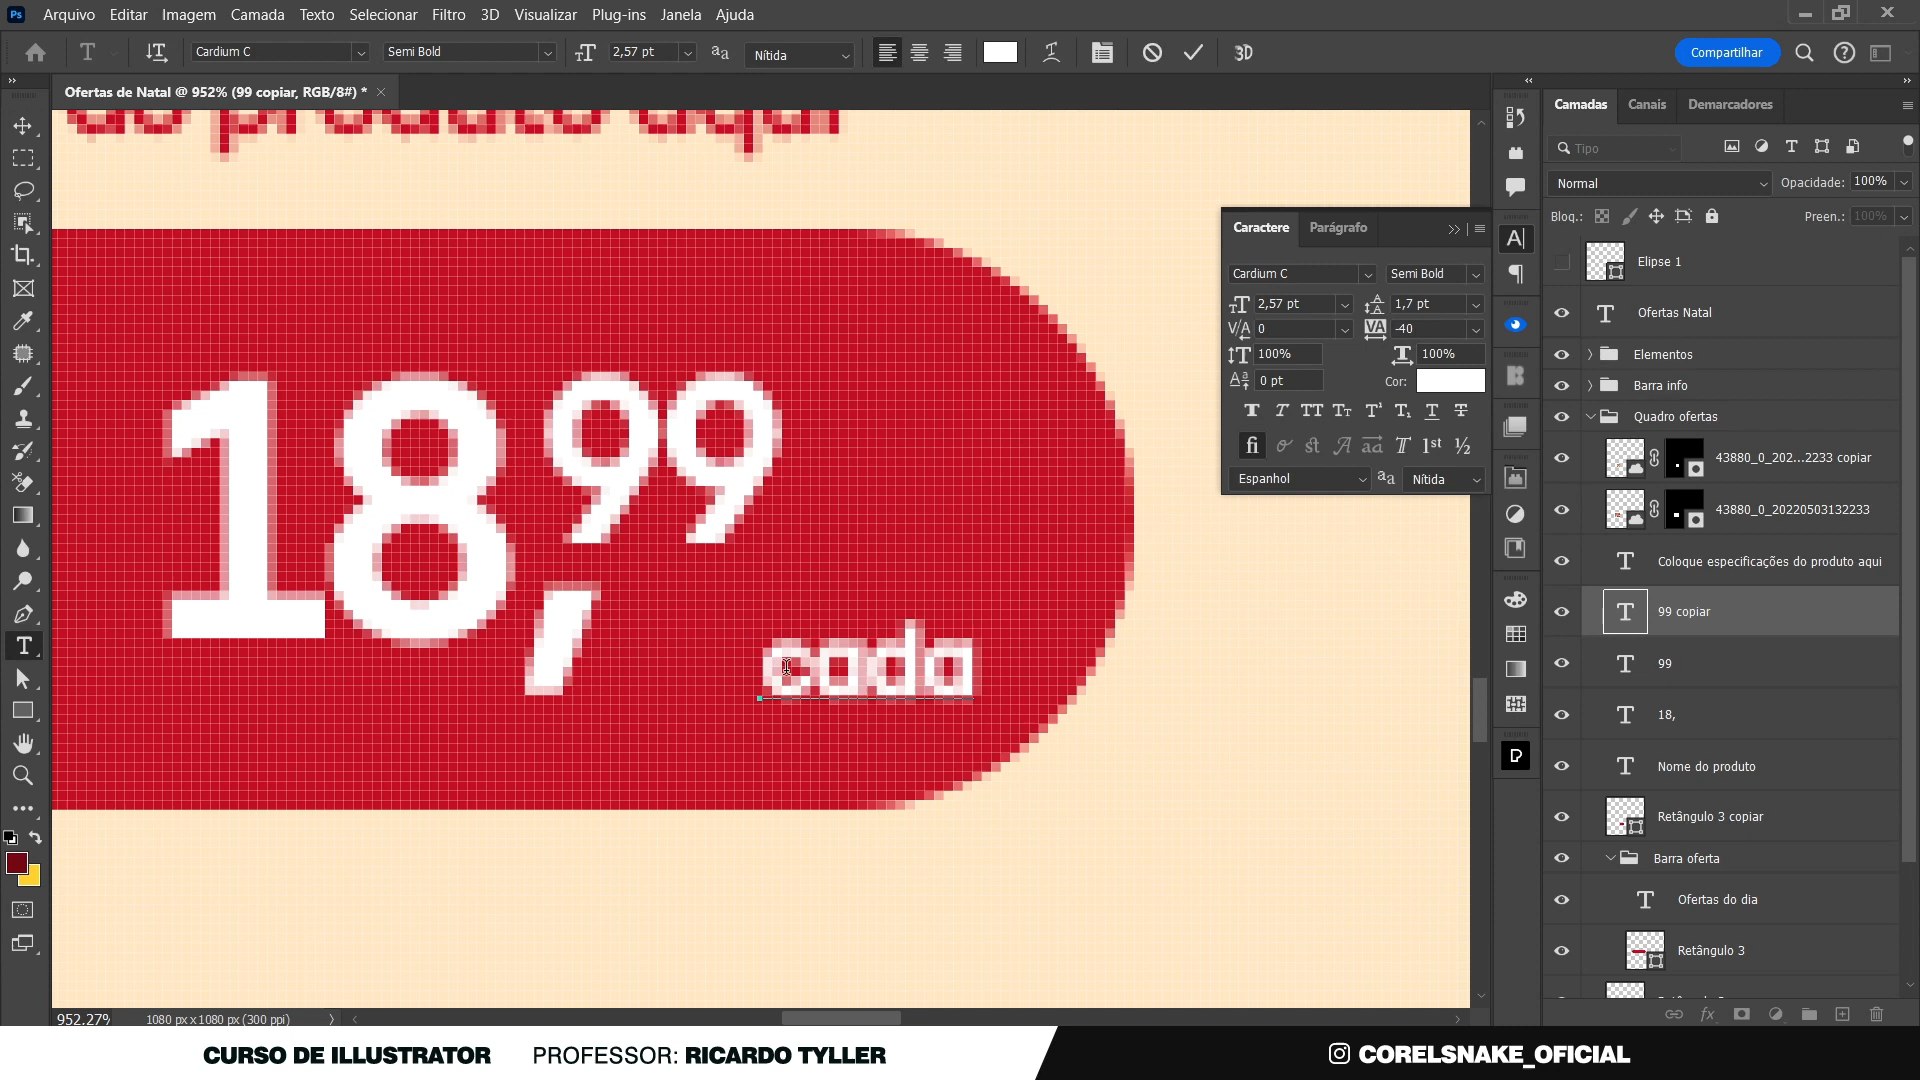 Ps Arquivo Editar Imagem Camada Texto Selecionar Filtro 3D Visualizar Plug-ins Janela Ajuda
Cardium C Semi Bold 2,57 pt Nítida 3D Compartilhar
Ofertas de Natal @ 952% (99 copiar, RGB/8#) *
do produto aqui
18,
99
cada
Caractere Parágrafo
Cardium C Semi Bold
2,57 pt 1,7 pt
0 -40
100% 100%
0 pt Cor:
Espanhol Nítida
Camadas Canais Demarcadores
Tipo
Normal Opacidade: 100%
Bloq.: Preen.: 100%
Elipse 1
Ofertas Natal
Elementos
Barra info
Quadro ofertas
43880_0_202...2233 copiar
43880_0_20220503132233
Coloque especificações do produto aqui
99 copiar
99
18,
Nome do produto
Retângulo 3 copiar
Barra oferta
Ofertas do dia
Retângulo 3
952,27% 1080 px x 1080 px (300 ppi)
CURSO DE ILLUSTRATOR PROFESSOR: RICARDO TYLLER CORELSNAKE_OFICIAL